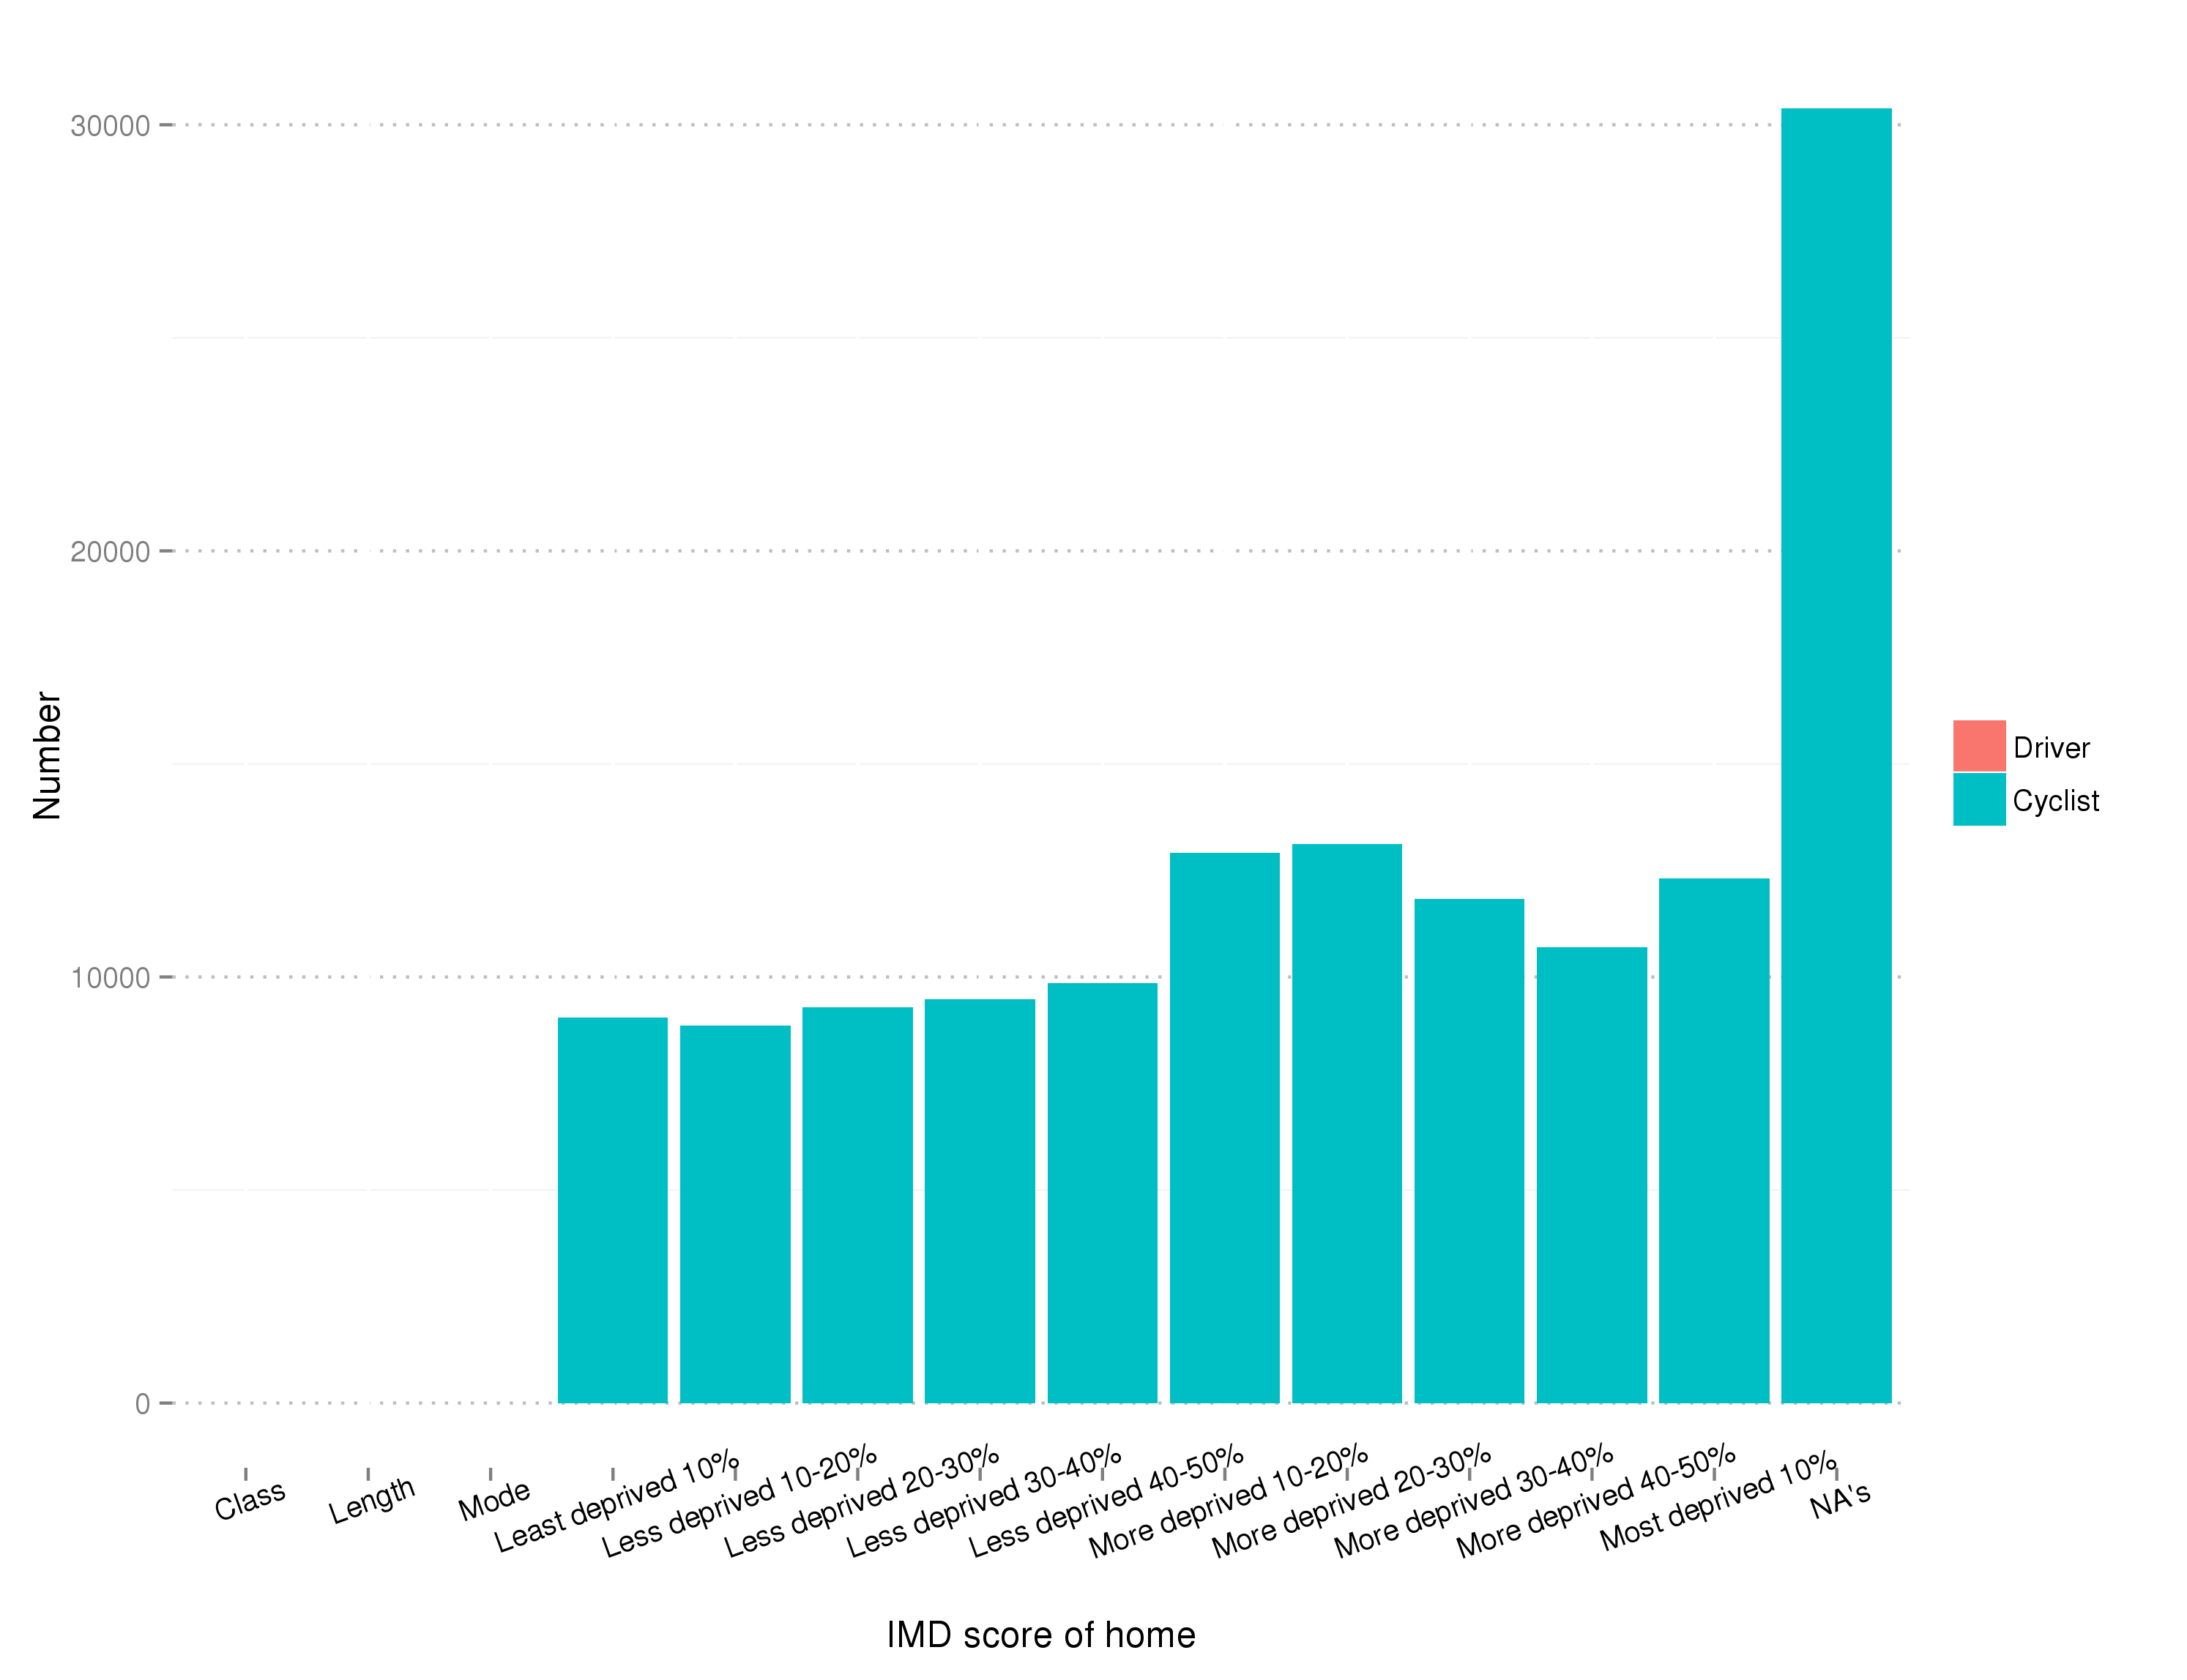 30000
20000
10000
0
Number
Class
Length
Mode
Least deprived 10%
Less deprived 10-20%
Less deprived 20-30%
Less deprived 30-40%
Less deprived 40-50%
More deprived 10-20%
More deprived 20-30%
More deprived 30-40%
More deprived 40-50%
Most deprived 10%
NA's
IMD score of home
Driver
Cyclist